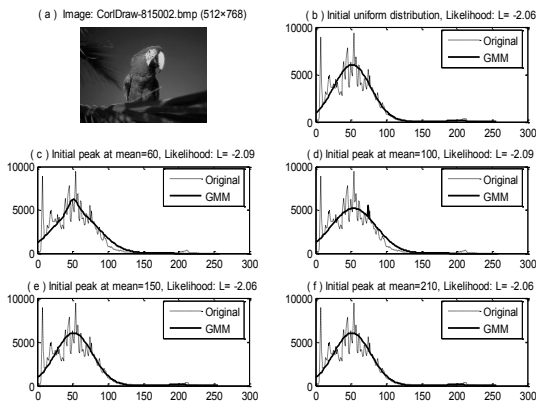 ( a ) Image: CorlDraw-815002.bmp (512×768)
( b ) Initial uniform distribution, Likelihood: L= -2.06
10000
5000
0
0 50 100 150 200 250 300
Original
GMM
( c ) Initial peak at mean=60, Likelihood: L= -2.09
10000
5000
0
0 50 100 150 200 250 300
Original
GMM
( d ) Initial peak at mean=100, Likelihood: L= -2.09
10000
5000
0
0 50 100 150 200 250 300
Original
GMM
( e ) Initial peak at mean=150, Likelihood: L= -2.06
10000
5000
0
0 50 100 150 200 250 300
Original
GMM
( f ) Initial peak at mean=210, Likelihood: L= -2.06
10000
5000
0
0 50 100 150 200 250 300
Original
GMM